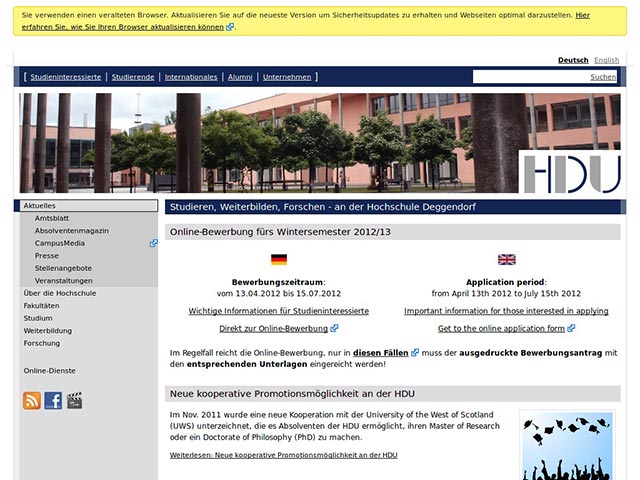 Sie verwenden einen veralteten Browser. Aktualisieren Sie auf die neueste Version um Sicherheitsupdates zu erhalten und Webseiten optimal darzustellen. Hier
erfahren Sie, wie Sie Ihren Browser aktualisieren können.
Deutsch English
[ Studieninteressierte | Studierende | Internationales | Alumni | Unternehmen ]
Suchen
HDU
Aktuelles
Amtsblatt
Absolventenmagazin
CampusMedia
Presse
Stellenangebote
Veranstaltungen
Über die Hochschule
Fakultäten
Studium
Weiterbildung
Forschung
Online-Dienste
Studieren, Weiterbilden, Forschen - an der Hochschule Deggendorf
Online-Bewerbung fürs Wintersemester 2012/13
Bewerbungszeitraum:
vom 13.04.2012 bis 15.07.2012
Wichtige Informationen für Studieninteressierte
Direkt zur Online-Bewerbung
Application period:
from April 13th 2012 to July 15th 2012
Important information for those interested in applying
Get to the online application form
Im Regelfall reicht die Online-Bewerbung, nur in diesen Fällen muss der ausgedruckte Bewerbungsantrag mit
den entsprechenden Unterlagen eingereicht werden!
Neue kooperative Promotionsmöglichkeit an der HDU
Im Nov. 2011 wurde eine neue Kooperation mit der University of the West of Scotland
(UWS) unterzeichnet, die es Absolventen der HDU ermöglicht, ihren Master of Research
oder ein Doctorate of Philosophy (PhD) zu machen.
Weiterlesen: Neue kooperative Promotionsmöglichkeit an der HDU